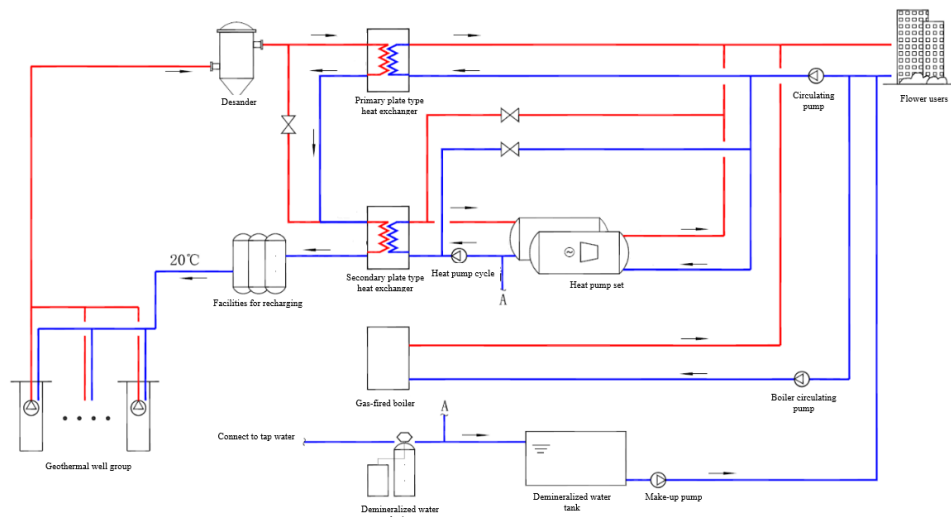 Desander
Primary plate type
heat exchanger
Circulating
pump
Flower users
20℃
Facilities for recharging
Secondary plate type
heat exchanger
Heat pump cycle
A
Heat pump set
Gas-fired boiler
Boiler circulating
pump
Geothermal well group
Connect to tap water
A
Demineralized water
Demineralized water
tank
Make-up pump